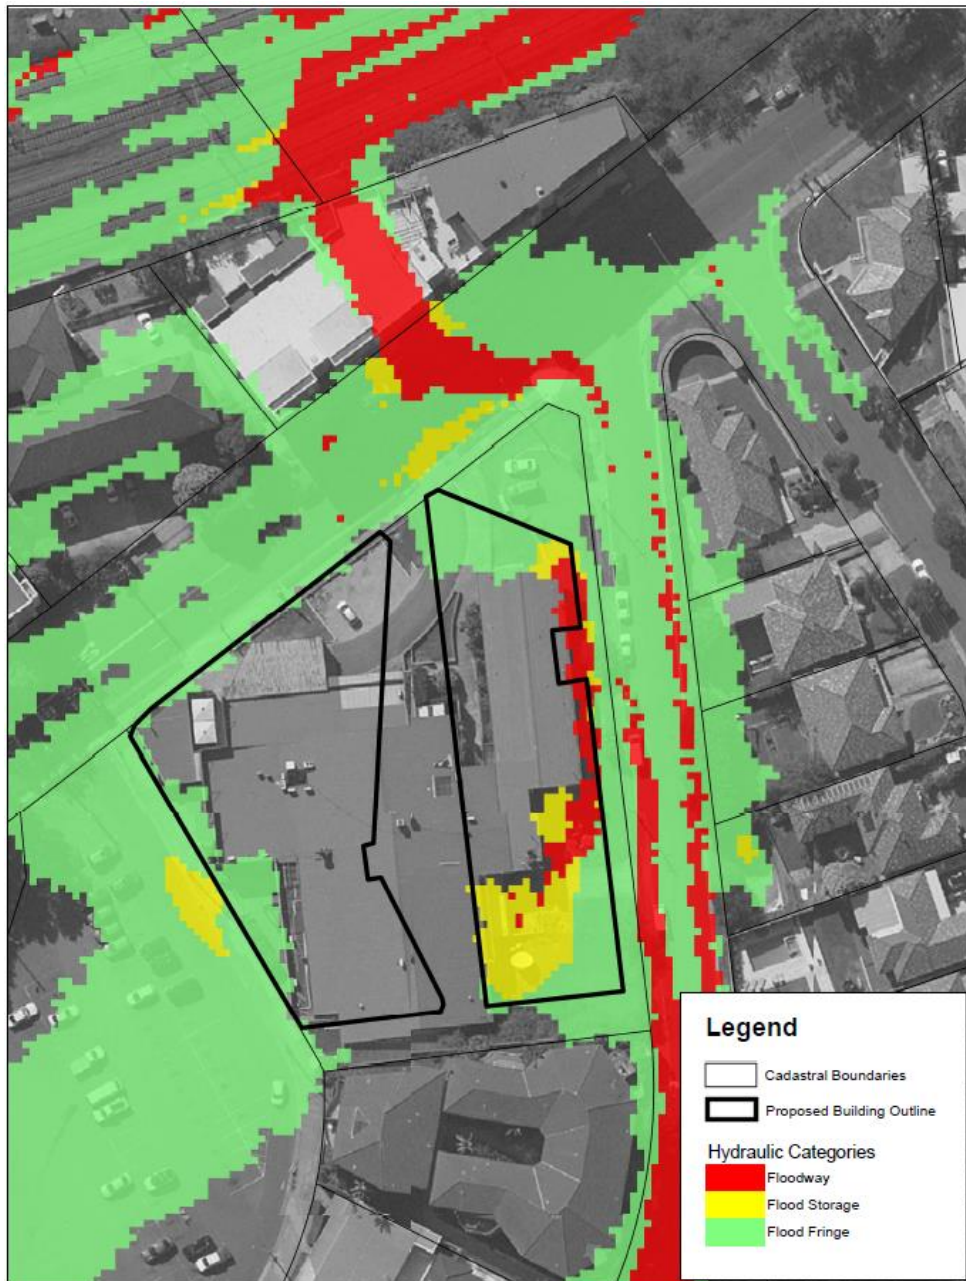 Legend
Cadastral Boundaries
Proposed Building Outline
Hydraulic Categories
Floodway
Flood Storage
Flood Fringe